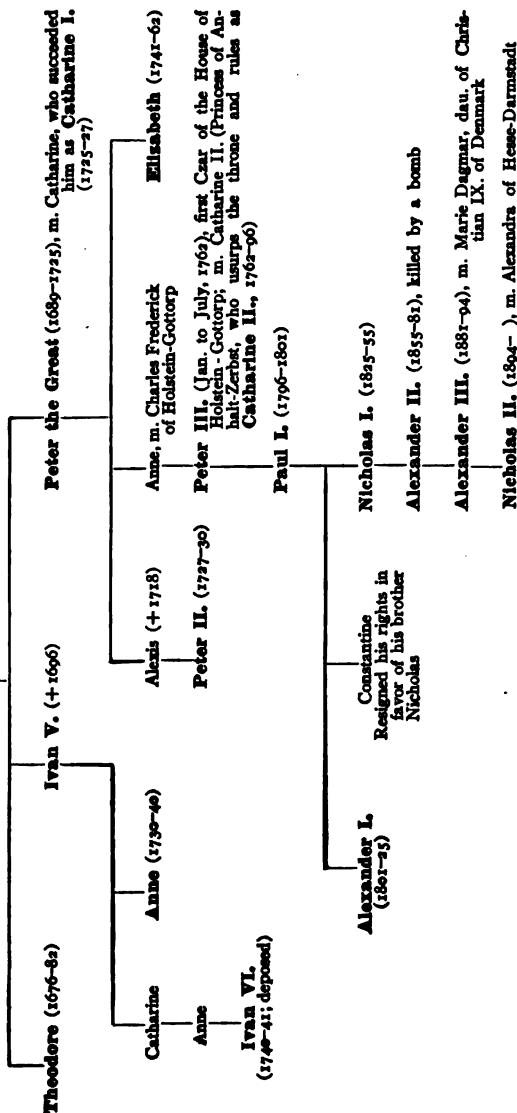 Theodore (1676–82)
Ivan V. (+ 1696)
Peter the Great (1689–1725), m. Catharine, who succeeded
him as Catharine I.
(1725–27)
Catharine
Anne (1730–40)
Alexis (+1718)
Anne, m. Charles Frederick
of Holstein-Gottorp
Elisabeth (1741–62)
Anne
Peter II. (1727–30)
Peter III. (Jan. to July, 1762), first Czar of the House of
Holstein-Gottorp; m. Catharine II. (Princess of An-
halt-Zerbst, who usurps the throne and rules as
Catharine II., 1762–96)
Ivan VI.
(1740–41; deposed)
Paul I. (1796–1801)
Alexander I.
(1801–25)
Constantine
Resigned his rights in
favor of his brother
Nicholas
Nicholas I. (1825–55)
Alexander II. (1855–81), killed by a bomb
Alexander III. (1881–94), m. Marie Dagmar, dau. of Chris-
tian IX. of Denmark
Nicholas II. (1894– ), m. Alexandra of Hesse-Darmstadt